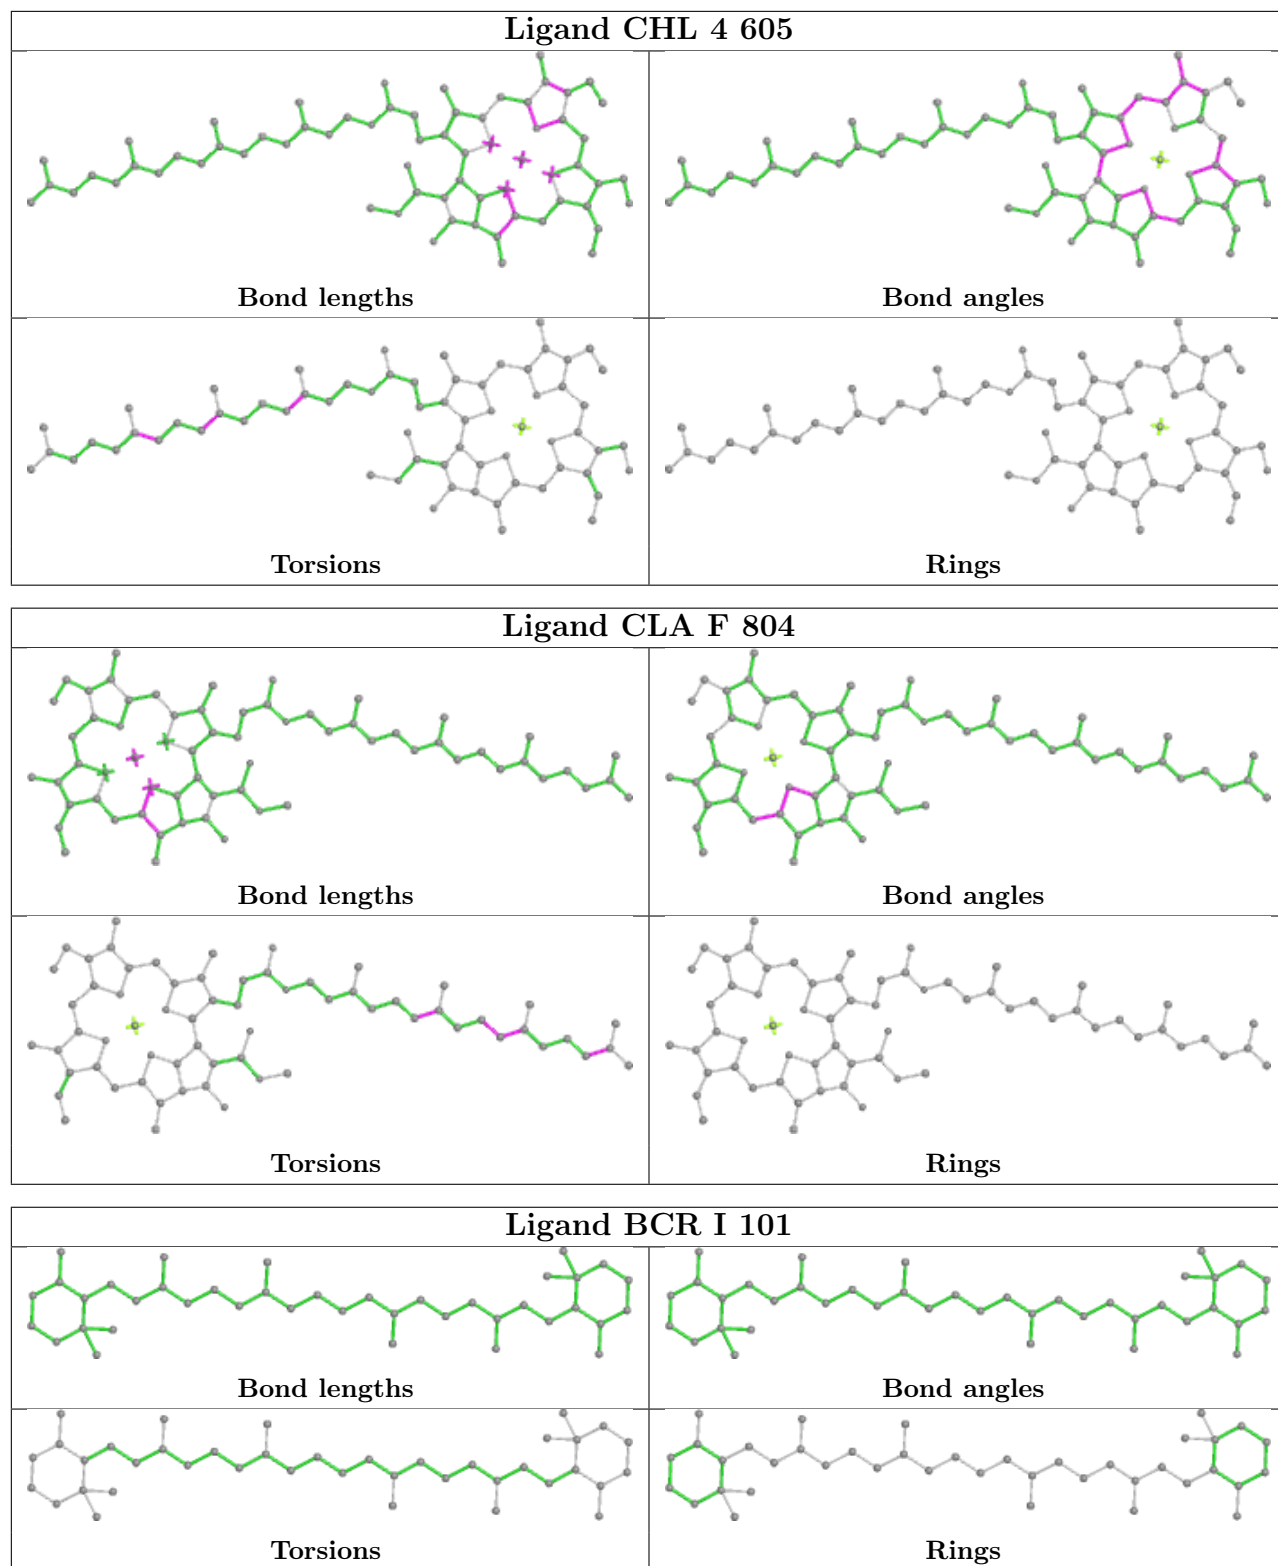 Ligand CHL 4 605
Bond lengths
Bond angles
Torsions
Rings
Ligand CLA F 804
Bond lengths
Bond angles
Torsions
Rings
Ligand BCR I 101
Bond lengths
Bond angles
Torsions
Rings